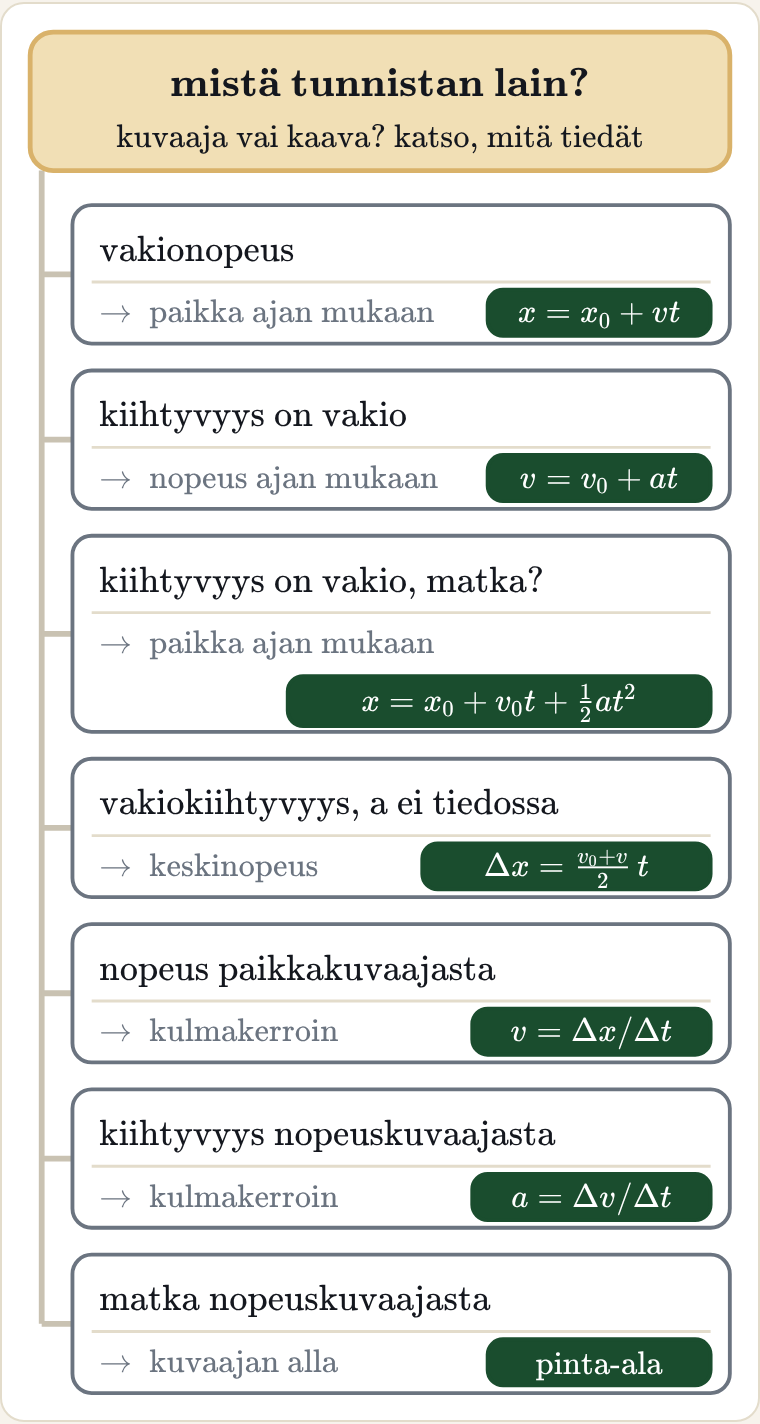 mistä tunnistan lain?
kuvaaja vai kaava? katso, mitä tiedät
vakionopeus
→ paikka ajan mukaan x = x₀ + vt
kiihtyvyys on vakio
→ nopeus ajan mukaan v = v₀ + at
kiihtyvyys on vakio, matka?
→ paikka ajan mukaan
x = x₀ + v₀t + ½at²
vakiokiihtyvyys, a ei tiedossa
→ keskinopeus Δx = (v₀+v)/2 t
nopeus paikkakuvaajasta
→ kulmakerroin v = Δx/Δt
kiihtyvyys nopeuskuvaajasta
→ kulmakerroin a = Δv/Δt
matka nopeuskuvaajasta
→ kuvaajan alla pinta-ala